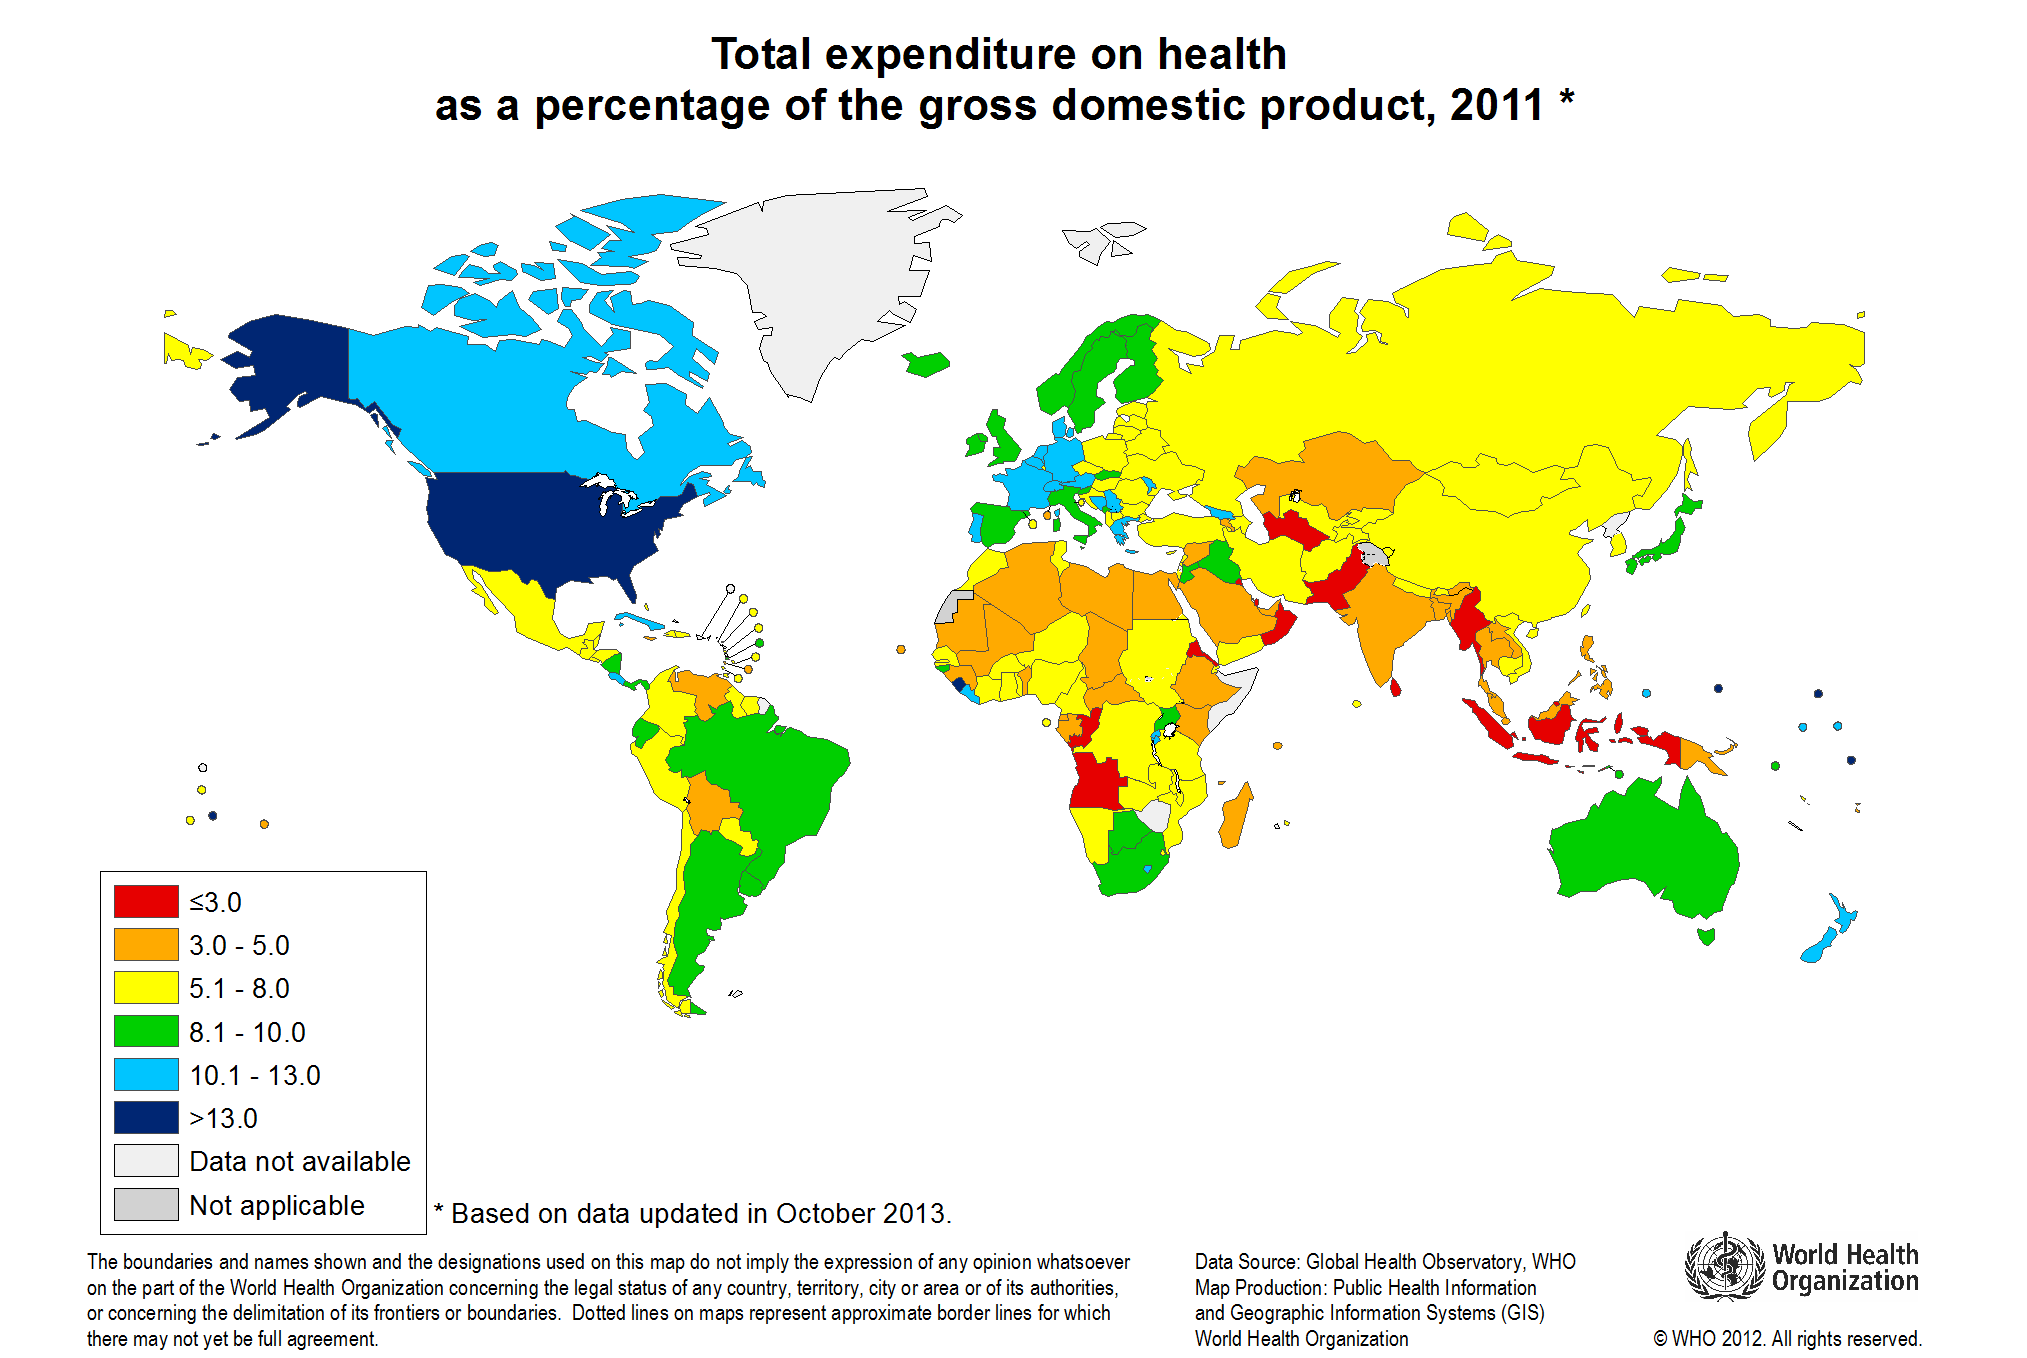 Total expenditure on health
as a percentage of the gross domestic product, 2011 *
≤3.0
3.0 - 5.0
5.1 - 8.0
8.1 - 10.0
10.1 - 13.0
>13.0
Data not available
Not applicable
* Based on data updated in October 2013.
The boundaries and names shown and the designations used on this map do not imply the expression of any opinion whatsoever
on the part of the World Health Organization concerning the legal status of any country, territory, city or area or of its authorities,
or concerning the delimitation of its frontiers or boundaries. Dotted lines on maps represent approximate border lines for which
there may not yet be full agreement.
Data Source: Global Health Observatory, WHO
Map Production: Public Health Information
and Geographic Information Systems (GIS)
World Health Organization
World Health
Organization
© WHO 2012. All rights reserved.